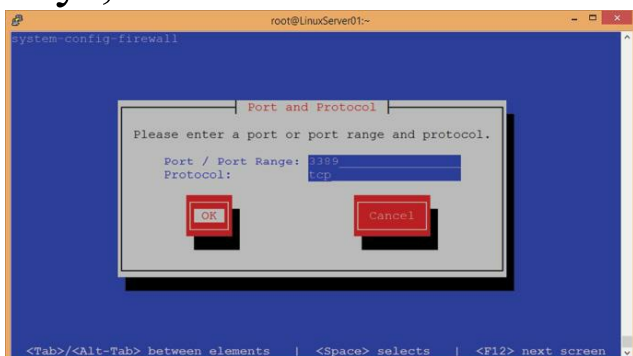 root@LinuxServer01:~
system-config-firewall
Port and Protocol
Please enter a port or port range and protocol.
Port / Port Range: 3389
Protocol: tcp
OK Cancel
<Tab>/<Alt-Tab> between elements | <Space> selects | <F12> next screen